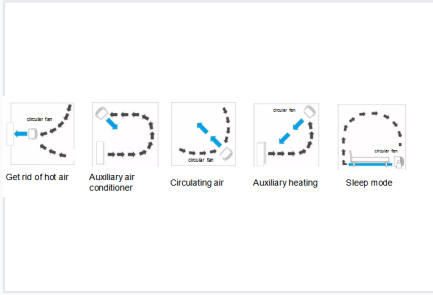 circular fan
circular fan
circular fan
circular fan
Get rid of hot air
Auxiliary air
conditioner
Circulating air
Auxiliary heating
Sleep mode